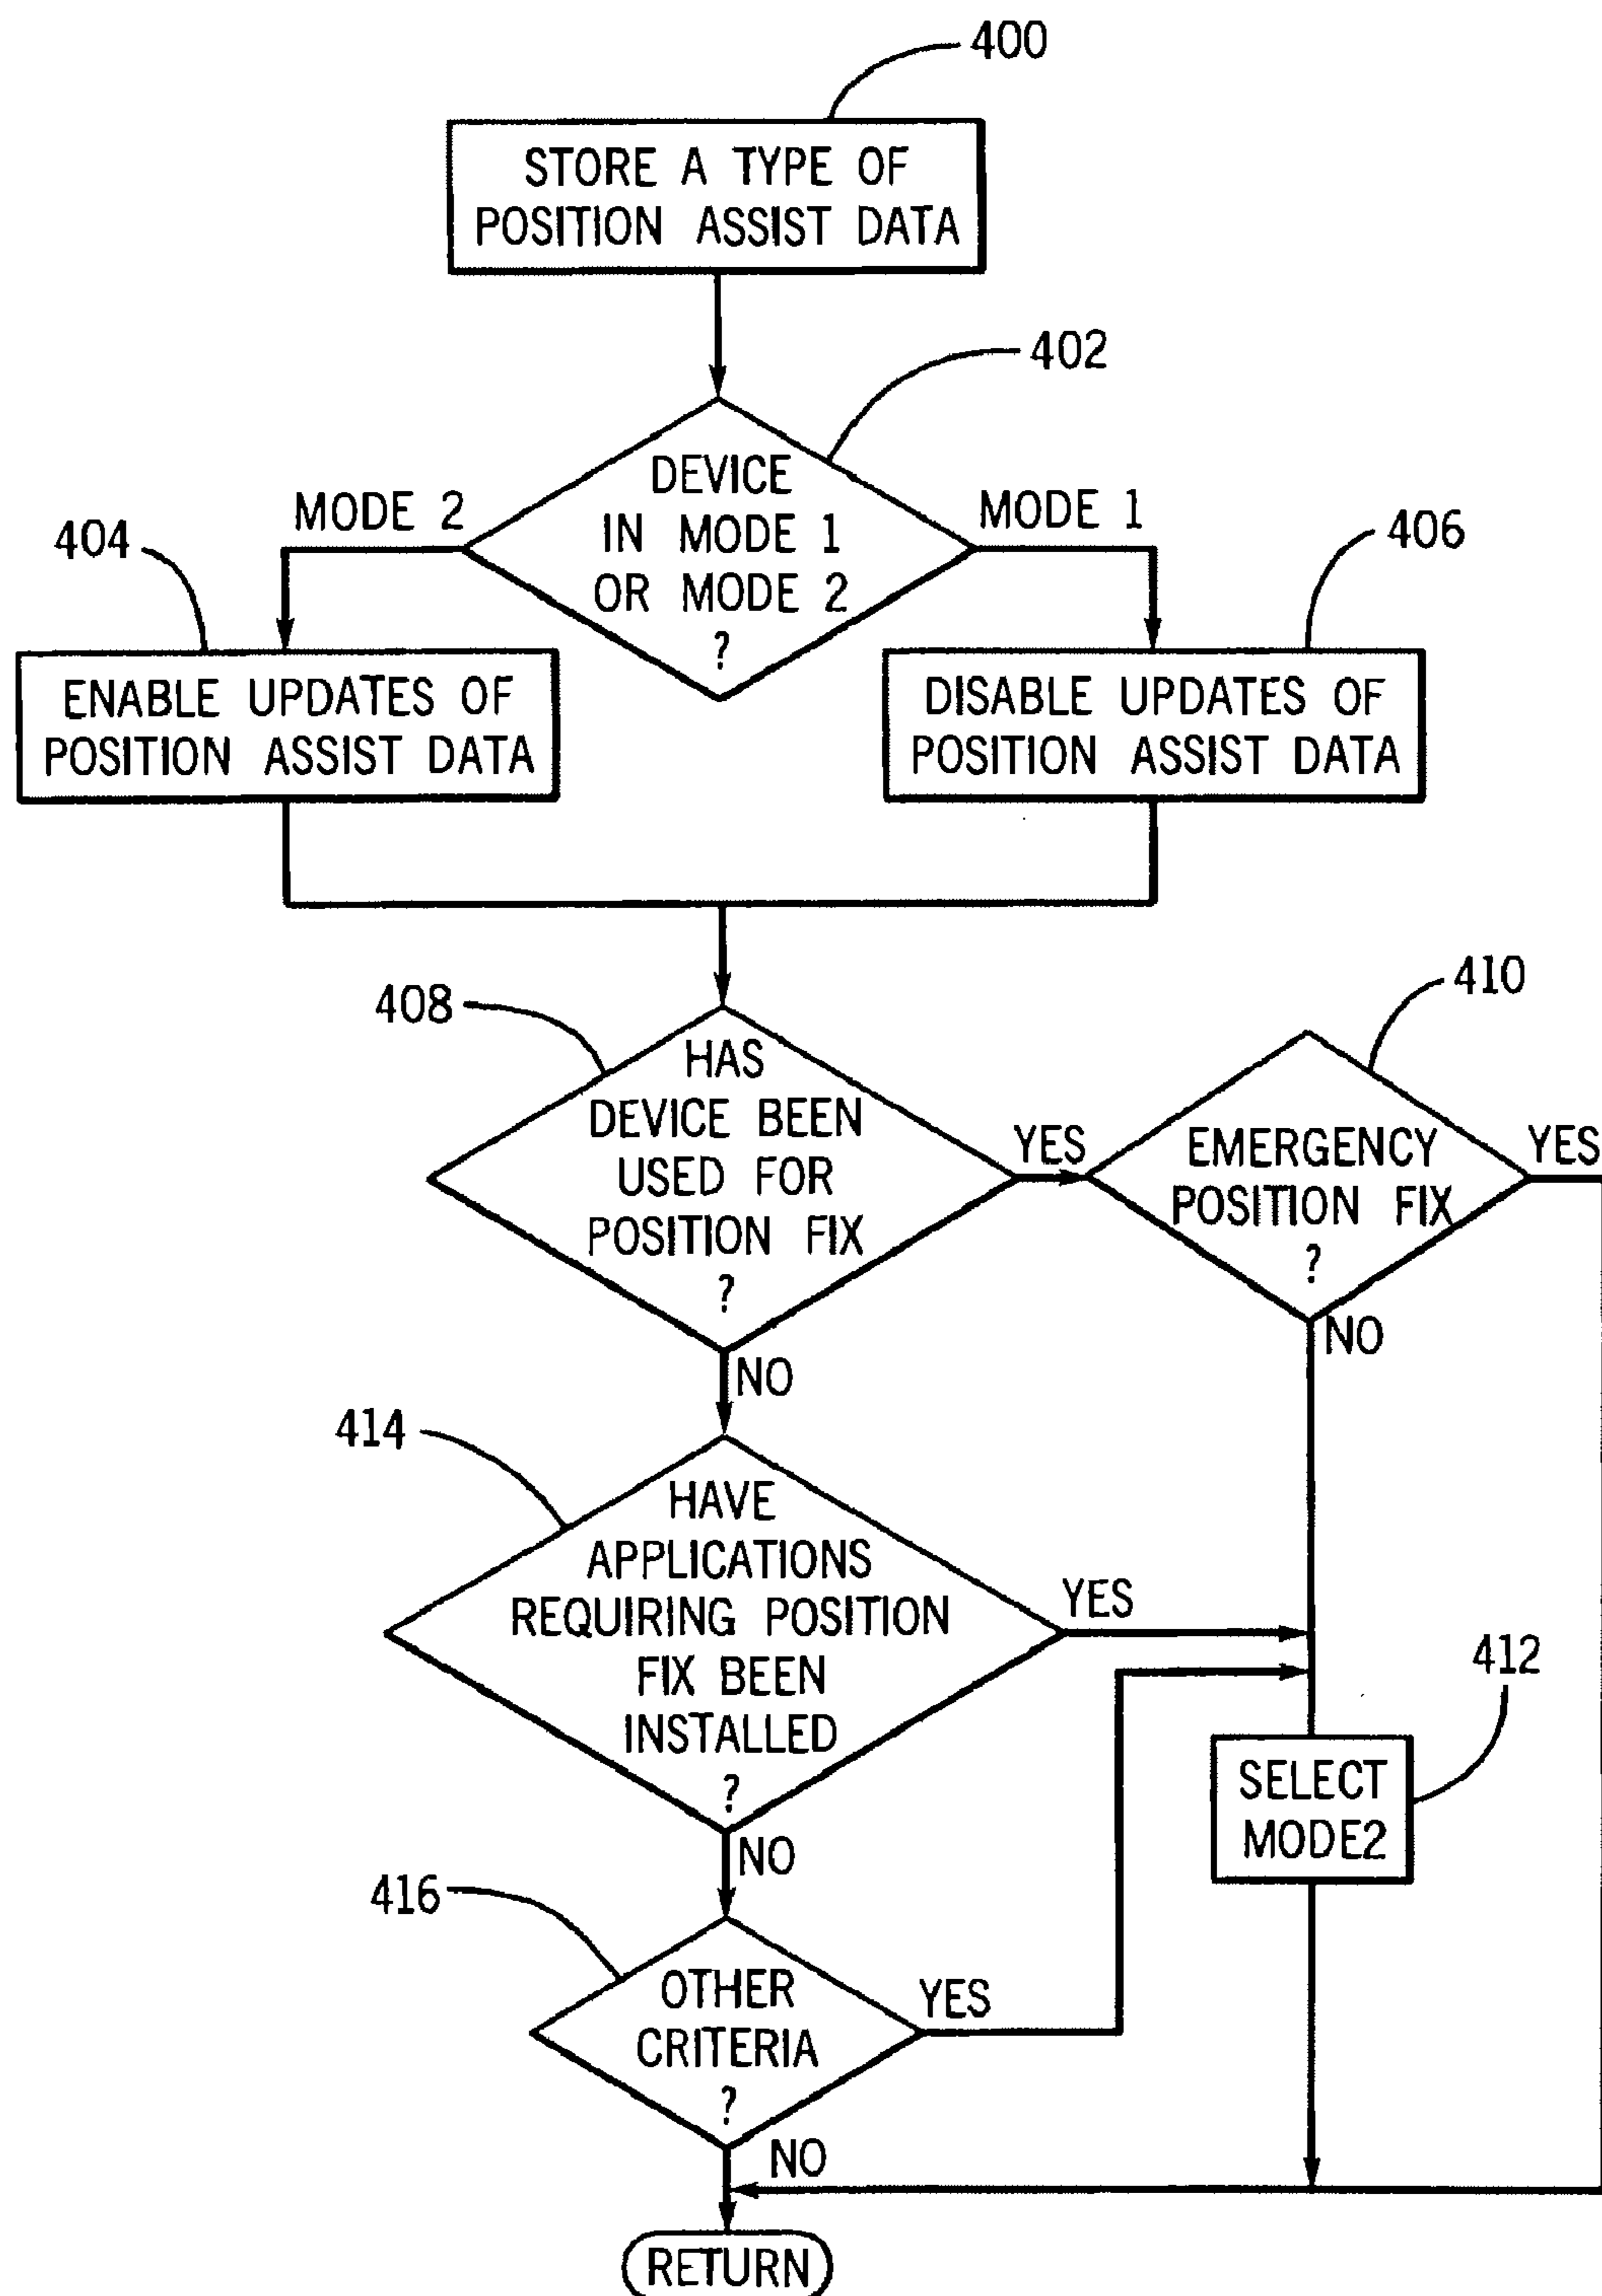 400
STORE A TYPE OF
POSITION ASSIST DATA
402
DEVICE
IN MODE 1
OR MODE 2
?
MODE 2
MODE 1
404
406
ENABLE UPDATES OF
POSITION ASSIST DATA
DISABLE UPDATES OF
POSITION ASSIST DATA
408
HAS
DEVICE BEEN
USED FOR
POSITION FIX
?
YES
410
EMERGENCY
POSITION FIX
?
YES
NO
NO
414
HAVE
APPLICATIONS
REQUIRING POSITION
FIX BEEN
INSTALLED
?
YES
412
SELECT
MODE2
NO
416
OTHER
CRITERIA
?
YES
NO
RETURN